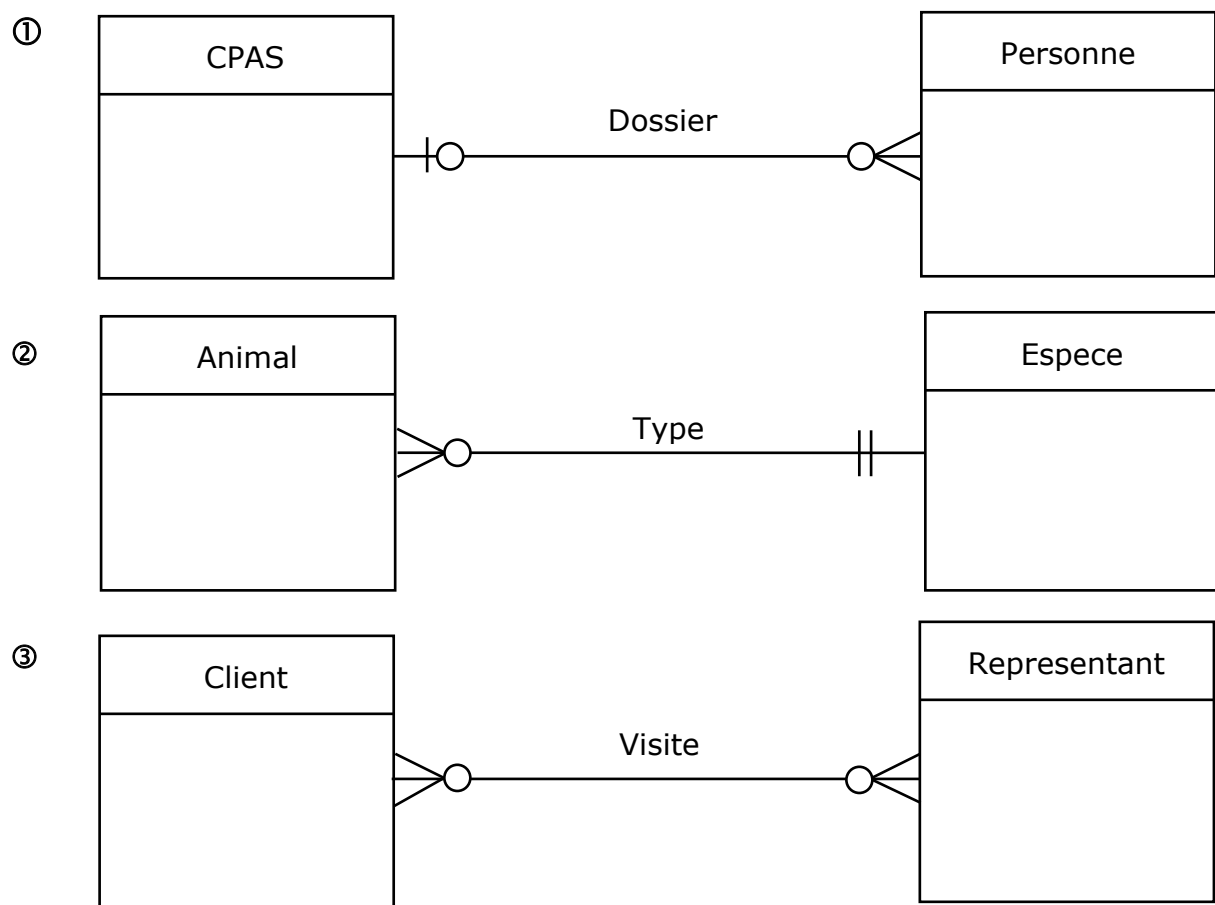 ①
CPAS
Personne
Dossier
②
Animal
Espece
Type
③
Client
Representant
Visite